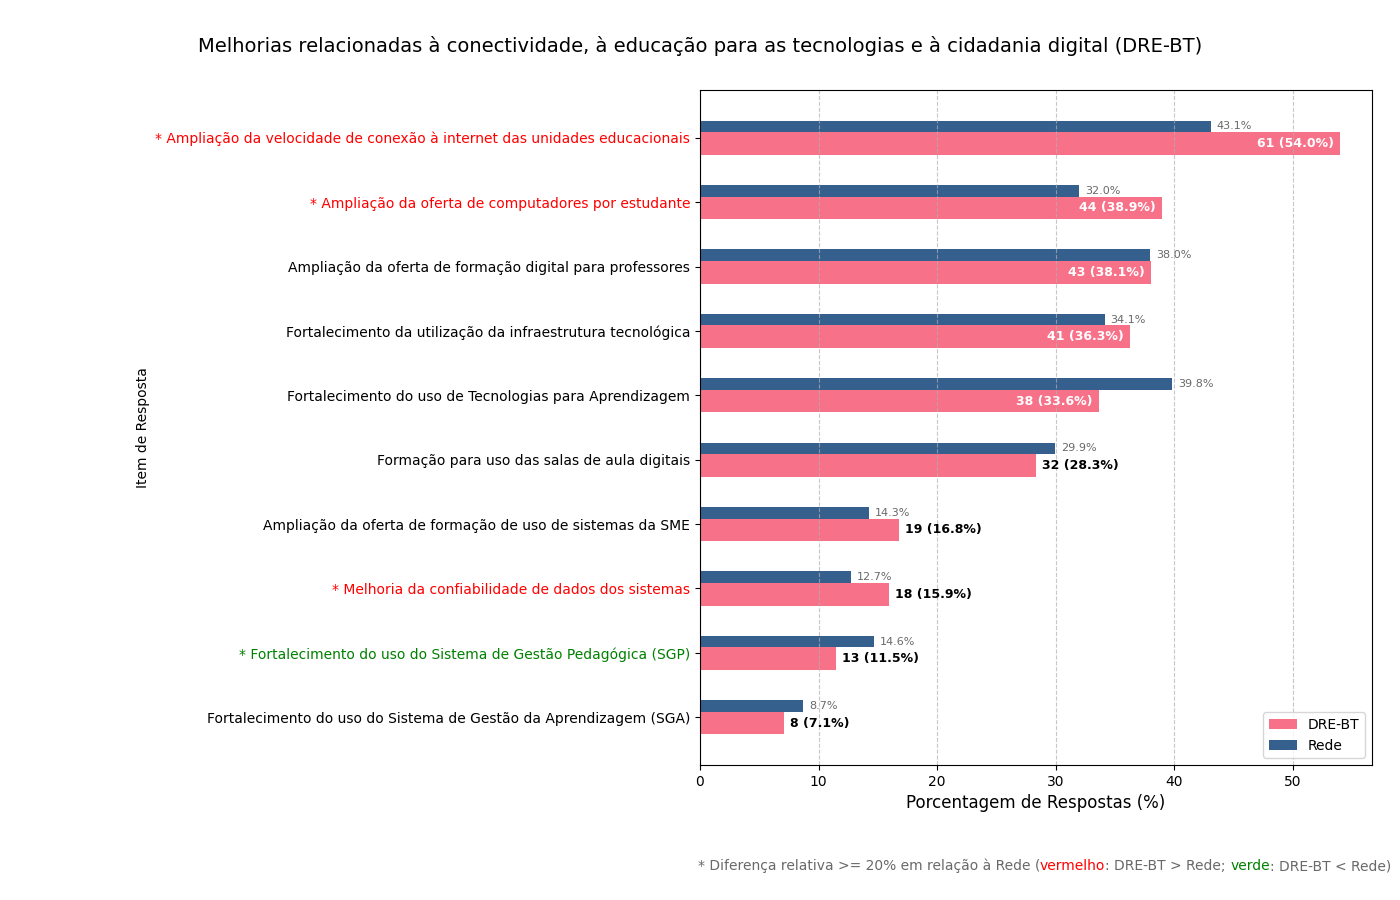 Melhorias relacionadas à conectividade, à educação para as tecnologias e à cidadania digital (DRE-BT)
Item de Resposta
* Ampliação da velocidade de conexão à internet das unidades educacionais
43.1%
61 (54.0%)
* Ampliação da oferta de computadores por estudante
32.0%
44 (38.9%)
Ampliação da oferta de formação digital para professores
38.0%
43 (38.1%)
Fortalecimento da utilização da infraestrutura tecnológica
34.1%
41 (36.3%)
Fortalecimento do uso de Tecnologias para Aprendizagem
39.8%
38 (33.6%)
Formação para uso das salas de aula digitais
29.9%
32 (28.3%)
Ampliação da oferta de formação de uso de sistemas da SME
14.3%
19 (16.8%)
* Melhoria da confiabilidade de dados dos sistemas
12.7%
18 (15.9%)
* Fortalecimento do uso do Sistema de Gestão Pedagógica (SGP)
14.6%
13 (11.5%)
Fortalecimento do uso do Sistema de Gestão da Aprendizagem (SGA)
8.7%
8 (7.1%)
DRE-BT
Rede
0 10 20 30 40 50
Porcentagem de Respostas (%)
* Diferença relativa >= 20% em relação à Rede (vermelho: DRE-BT > Rede; verde: DRE-BT < Rede)